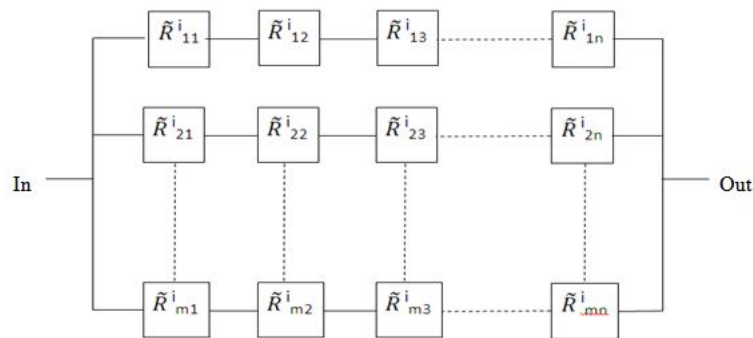 R̃ⁱ₁₁ R̃ⁱ₁₂ R̃ⁱ₁₃ R̃ⁱ₁ₙ
R̃ⁱ₂₁ R̃ⁱ₂₂ R̃ⁱ₂₃ R̃ⁱ₂ₙ
In Out
R̃ⁱₘ₁ R̃ⁱₘ₂ R̃ⁱₘ₃ R̃ⁱₘₙ